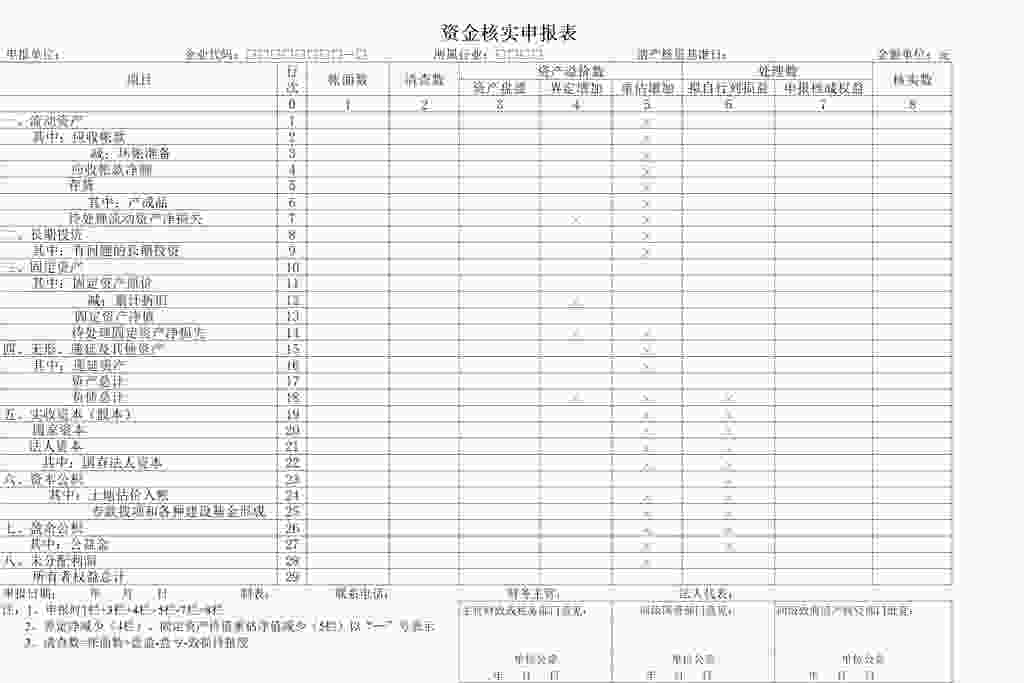 资金核实申报表
申报单位： 企业代码：□□□□□□□□—□ 所属行业：□□□□ 清产核资基准日： 金额单位：元
项目 行次 帐面数 清查数 资产溢价数 处理数 核实数
资产盘盈 界定增加 重估增加 拟自行列损益 申报核减权益
0 1 2 3 4 5 6 7 8
一、流动资产 1 ×
其中：应收帐款 2 ×
减：坏账准备 3 ×
应收帐款净额 4 ×
存货 5 ×
其中：产成品 6 ×
待处理流动资产净损失 7 × ×
二、长期投资 8 ×
其中：有问题的长期投资 9 ×
三、固定资产 10
其中：固定资产原价 11
减：累计折旧 12 ×
固定资产净值 13
待处理固定资产净损失 14 × ×
四、无形、递延及其他资产 15 ×
其中：递延资产 16 ×
资产总计 17
负债总计 18 × × ×
五、实收资本（股本） 19 × ×
国家资本 20 × ×
法人资本 21 × ×
其中：国有法人资本 22 × ×
六、资本公积 23 ×
其中：土地估价入账 24 × ×
专款拨项和各种建设基金形成 25 × ×
七、盈余公积 26 × ×
其中：公益金 27 × ×
八、未分配利润 28 ×
所有者权益总计 29
申报日期： 年 月 日 制表： 联系电话： 财务主管： 法人代表：
注：1、申报时1栏+3栏+4栏+5栏-7栏=8栏
2、界定净减少（4栏）、固定资产价值重估净值减少（5栏）以“—”号表示
3、清查数=帐面数+盘盈-盘亏-毁损待报废
主管财政或税务部门意见： 同级国资部门意见： 同级政府清产核资部门批复：
单位公章 单位公章 单位公章
年 月 日 年 月 日 年 月 日